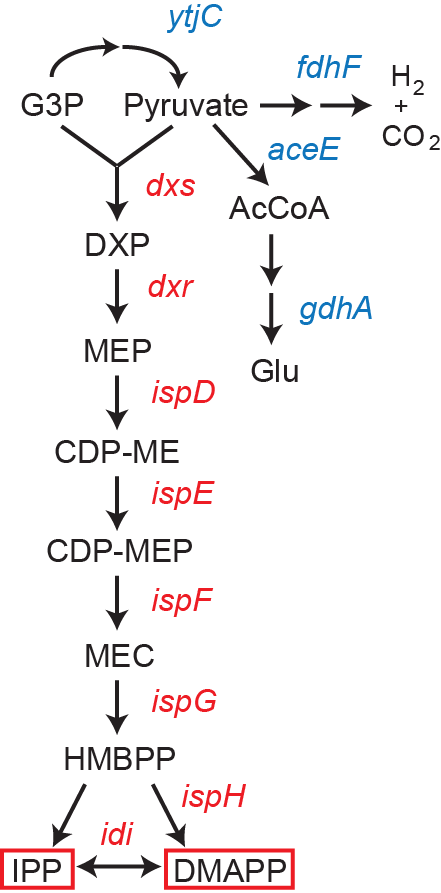 ytjC
G3P
Pyruvate
fdhF
H2
+
CO2
aceE
dxs
AcCoA
DXP
dxr
gdhA
MEP
Glu
ispD
CDP-ME
ispE
CDP-MEP
ispF
MEC
ispG
HMBPP
ispH
idi
IPP
DMAPP